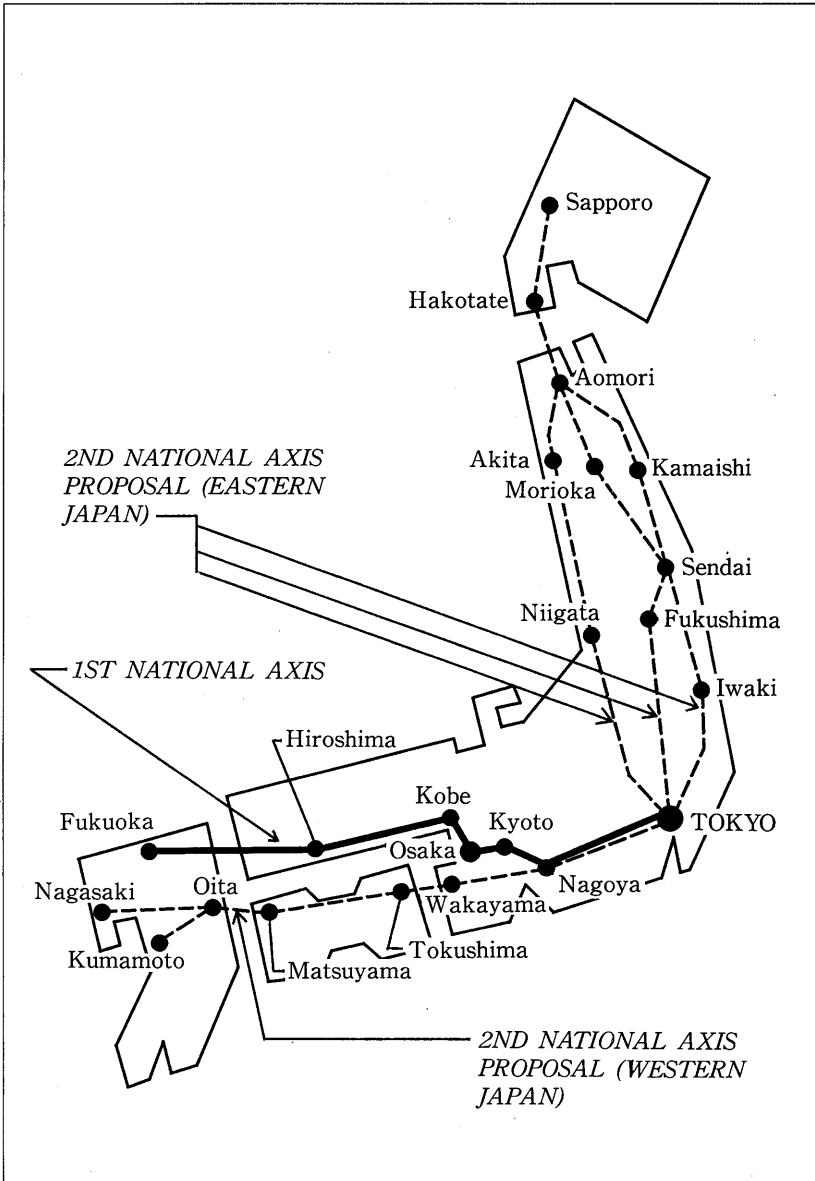 Sapporo
Hakotate
Aomori
2ND NATIONAL AXIS
PROPOSAL (EASTERN
JAPAN)
Akita
Morioka
Kamaishi
Sendai
Niigata
Fukushima
1ST NATIONAL AXIS
Iwaki
Hiroshima
Kobe
Fukuoka
Kyoto
TOKYO
Osaka
Nagasaki
Oita
Nagoya
Wakayama
Kumamoto
Tokushima
Matsuyama
2ND NATIONAL AXIS
PROPOSAL (WESTERN
JAPAN)